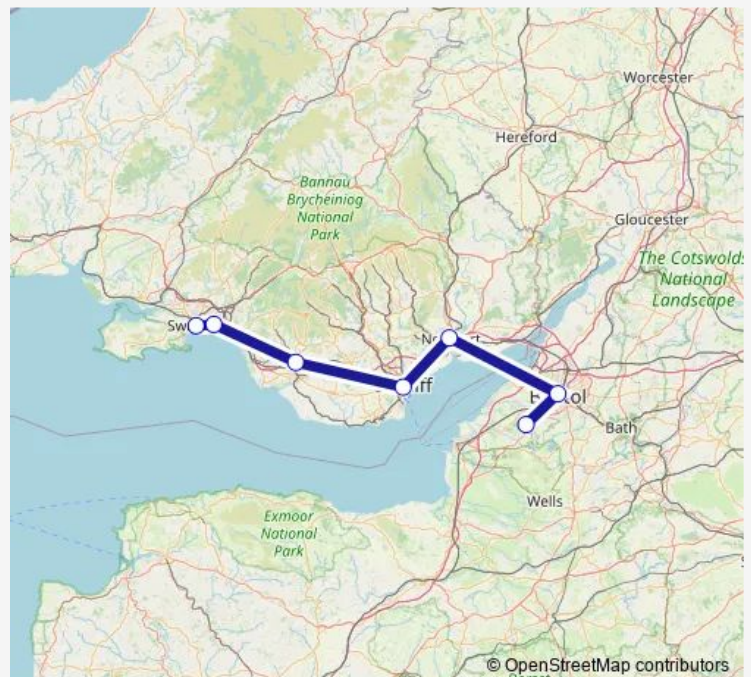 Worcester
Hereford
Bannau
Brycheiniog
National
Park
Gloucester
The Cotswolds
National
Landscape
Bath
Wells
Exmoor
National
Park
© OpenStreetMap contributors